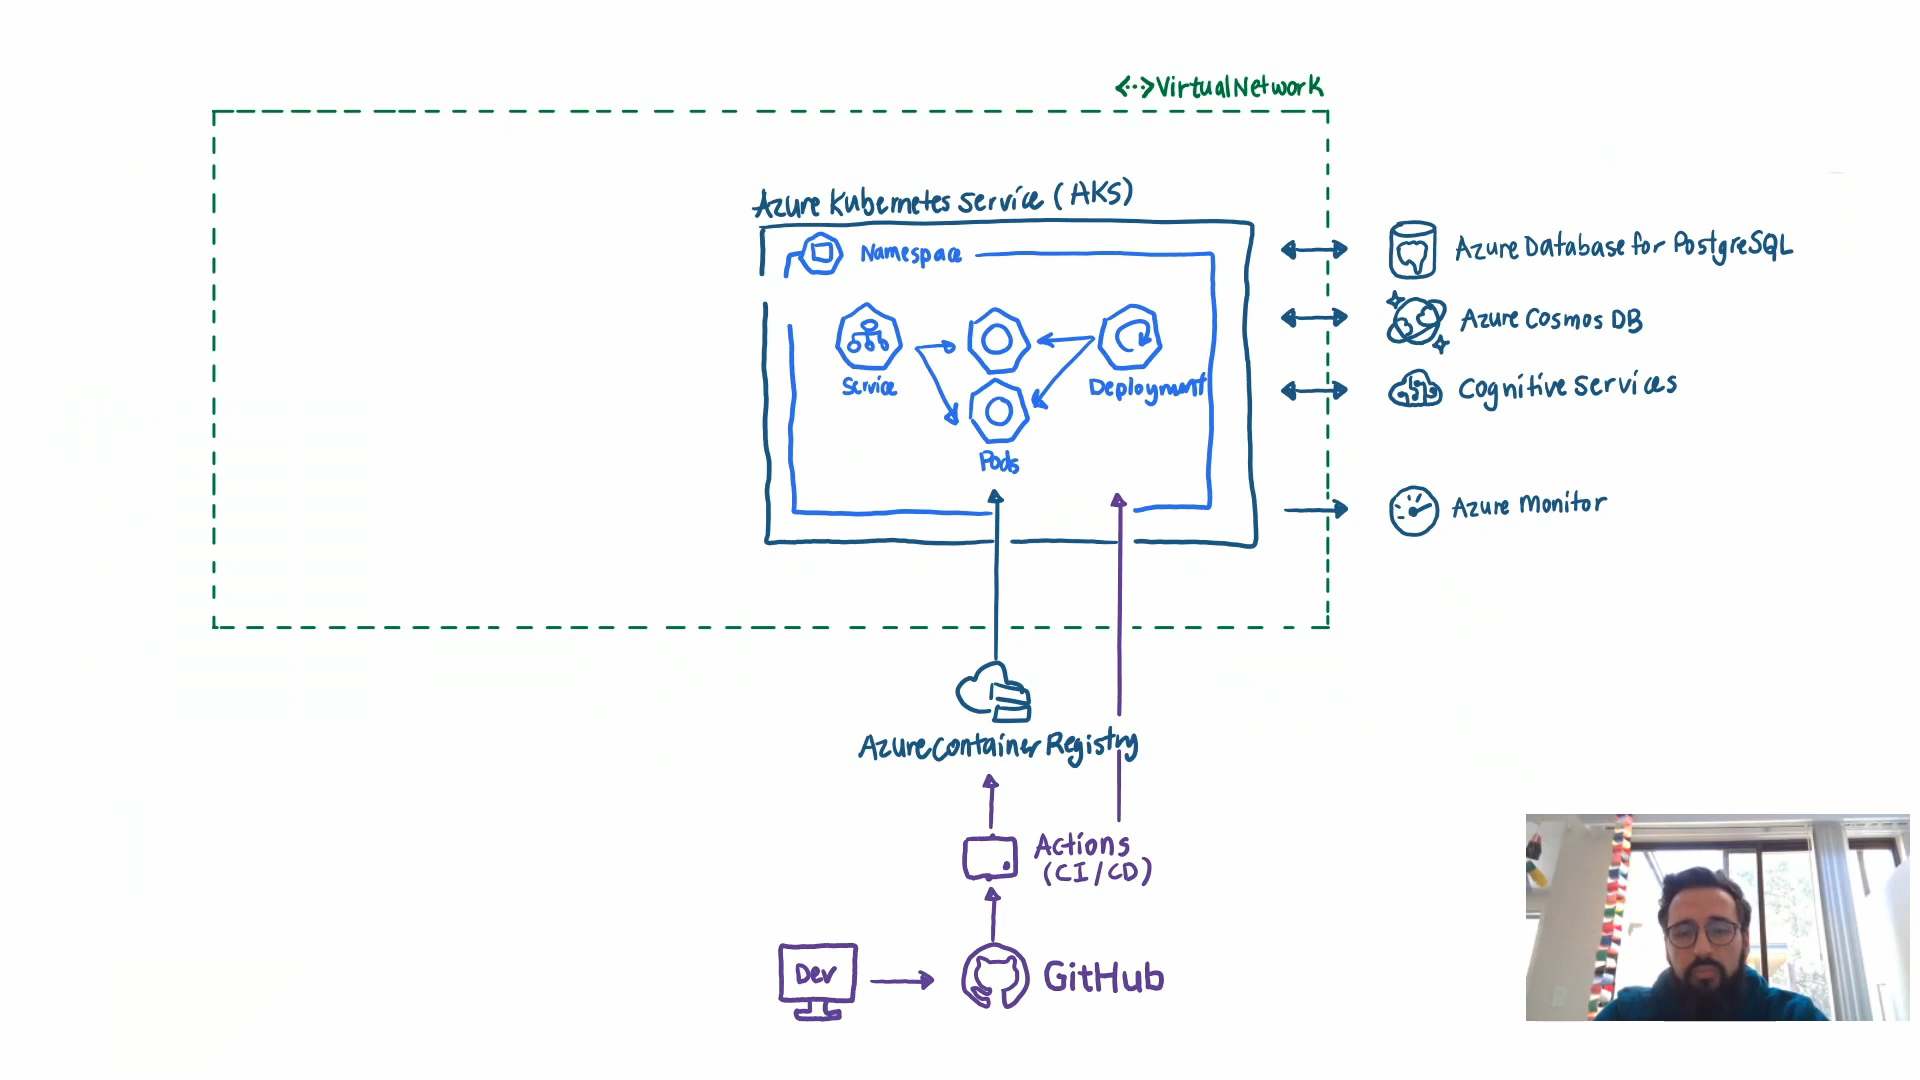 VirtualNetwork
Azure Kubernetes Service (AKS)
Namespace
Service
Deployment
Pods
Azure Database for PostgreSQL
Azure Cosmos DB
Cognitive Services
Azure Monitor
Azure Container Registry
Actions
(CI/CD)
Dev
GitHub